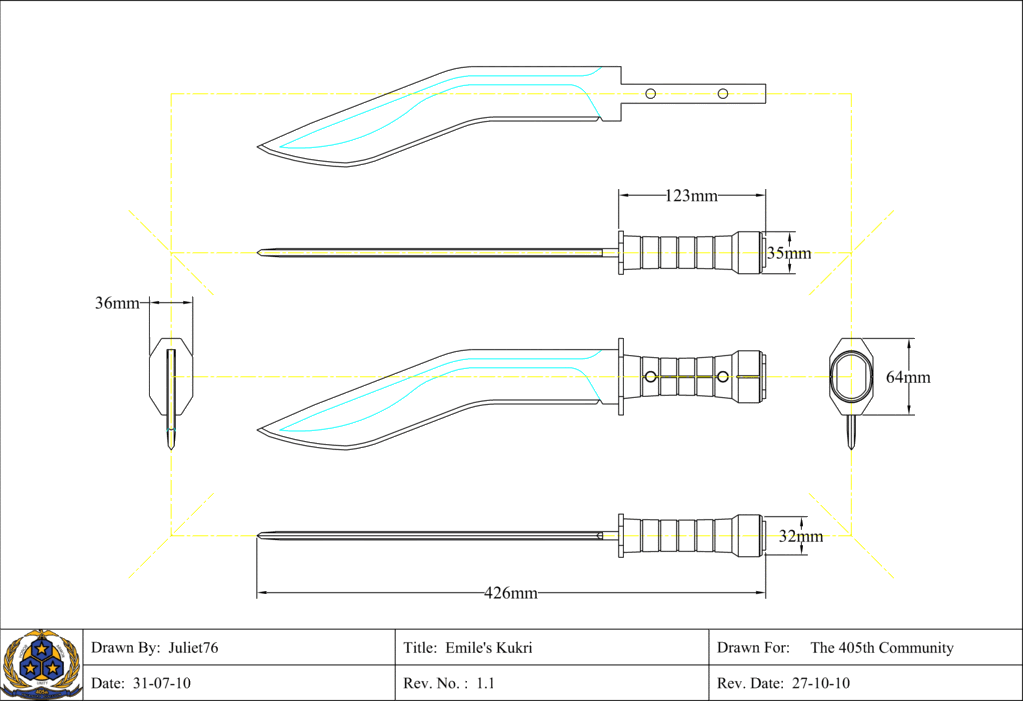 123mm
35mm
36mm
64mm
32mm
426mm
Drawn By: Juliet76
Title: Emile's Kukri
Drawn For: The 405th Community
Date: 31-07-10
Rev. No. : 1.1
Rev. Date: 27-10-10
405th